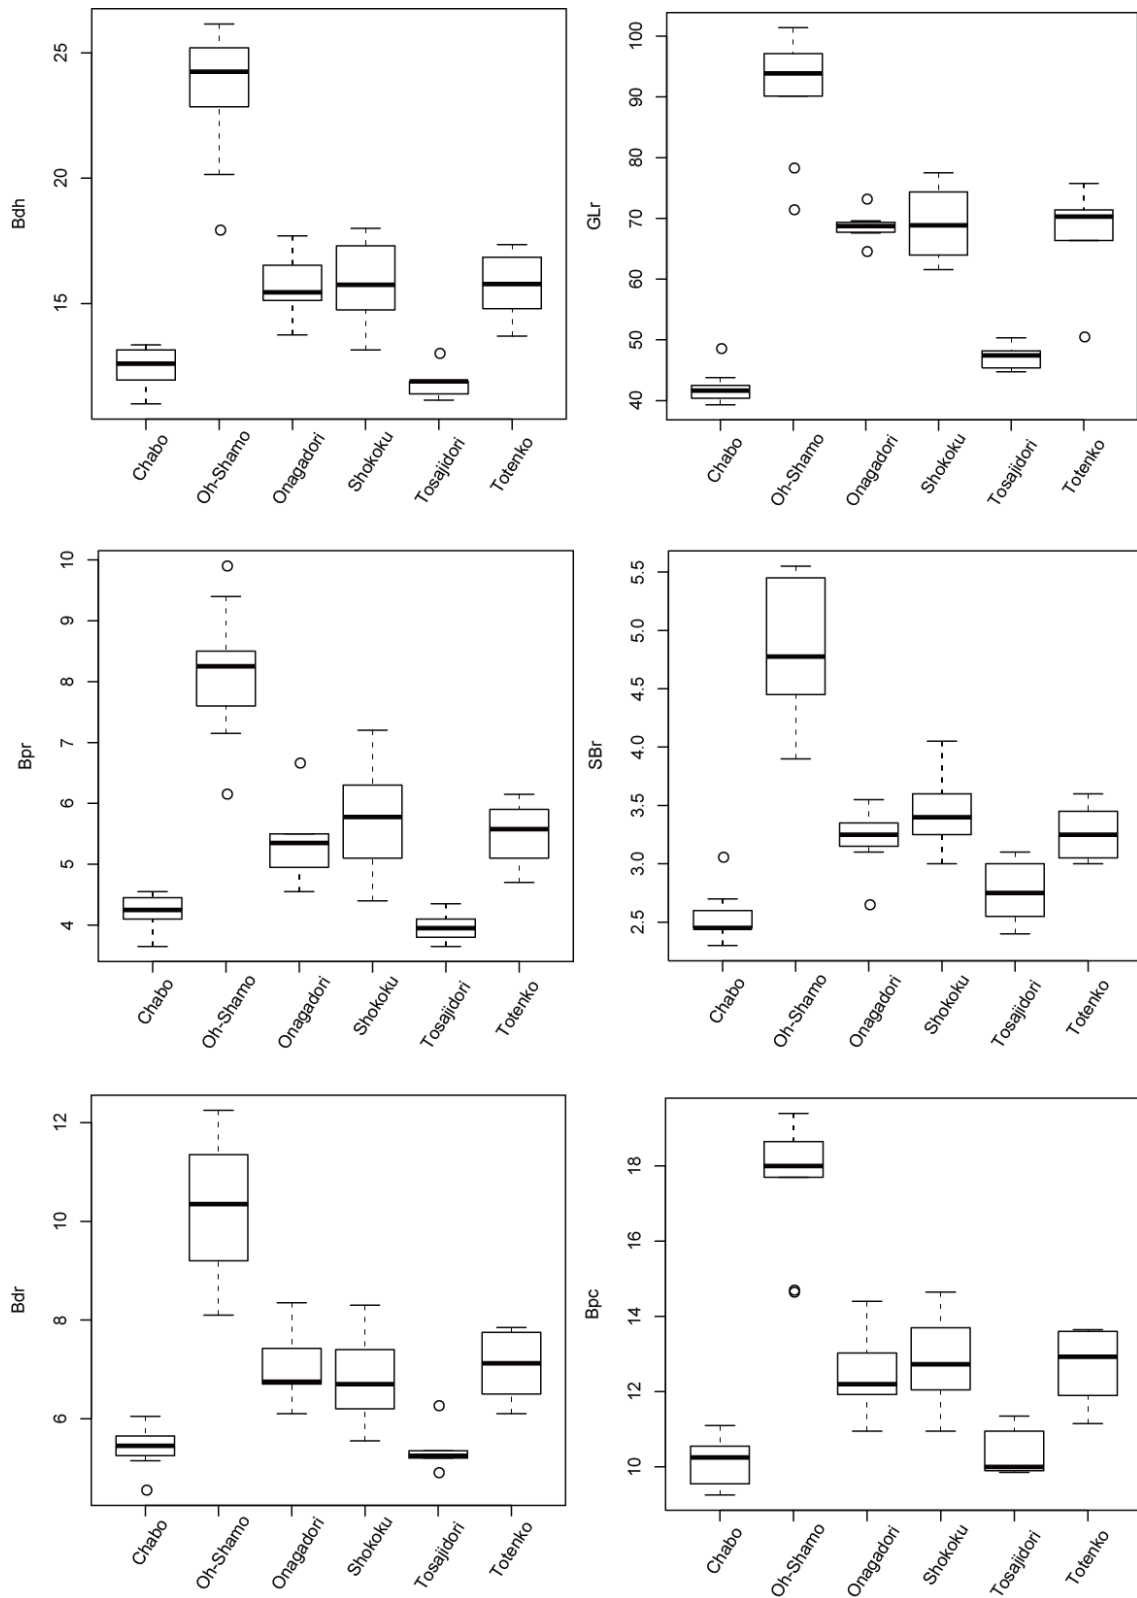 Bdh
25
20
15
Chabo
Oh-Shamo
Onagadori
Shokoku
Tosajidori
Totenko
GLr
100
90
80
70
60
50
40
Chabo
Oh-Shamo
Onagadori
Shokoku
Tosajidori
Totenko
Bpr
10
9
8
7
6
5
4
Chabo
Oh-Shamo
Onagadori
Shokoku
Tosajidori
Totenko
SBr
5.5
5.0
4.5
4.0
3.5
3.0
2.5
Chabo
Oh-Shamo
Onagadori
Shokoku
Tosajidori
Totenko
Bdr
12
10
8
6
Chabo
Oh-Shamo
Onagadori
Shokoku
Tosajidori
Totenko
Bpc
18
16
14
12
10
Chabo
Oh-Shamo
Onagadori
Shokoku
Tosajidori
Totenko